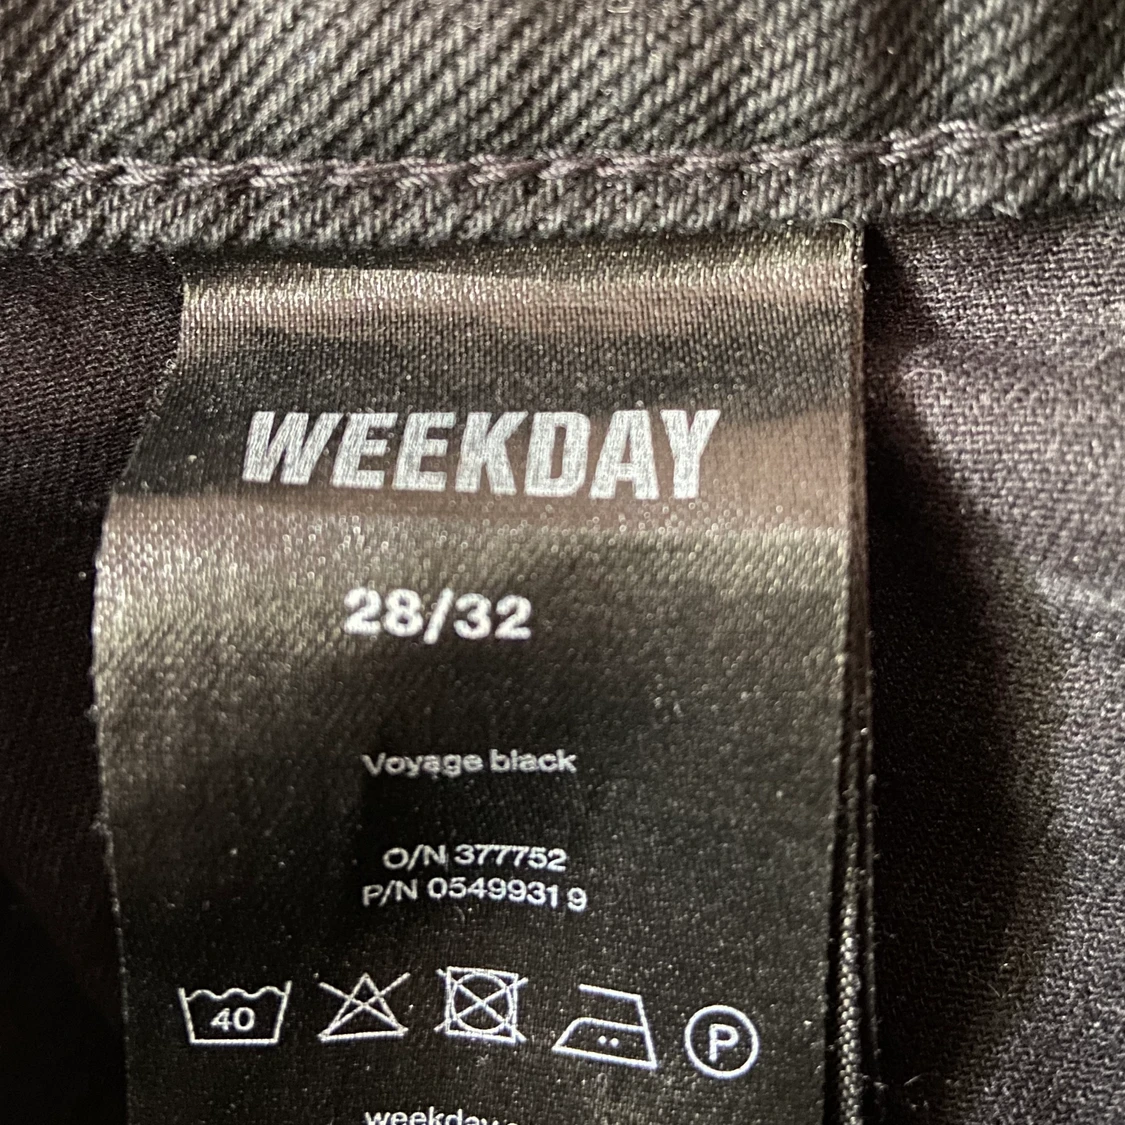 WEEKDAY
28/32
Voyage black
O/N 377752
P/N 0549931 9
40
P